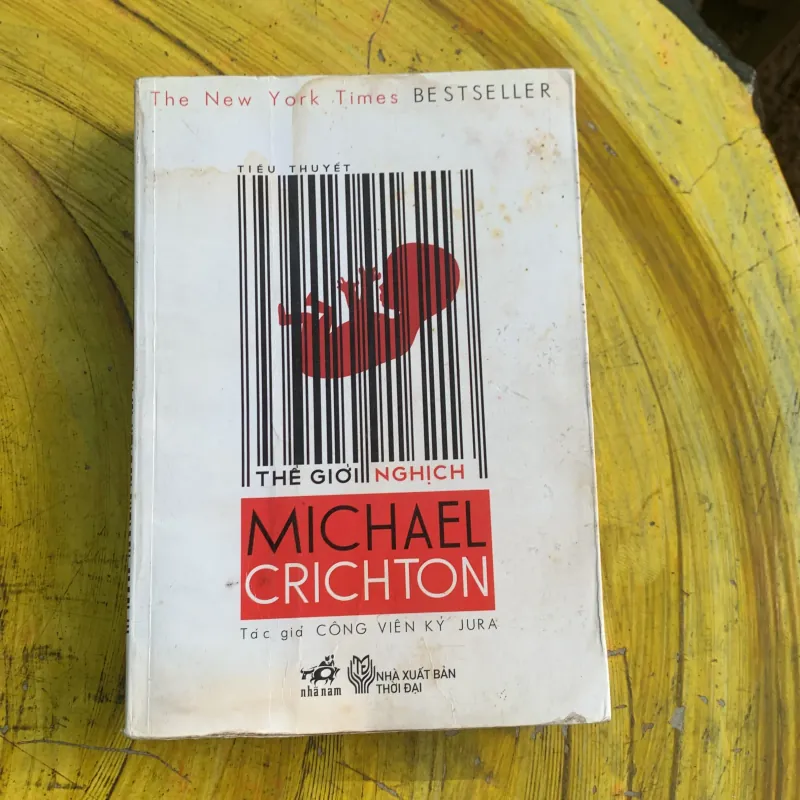 The New York Times BESTSELLER
TIỂU THUYẾT
THẾ GIỚI NGHỊCH
MICHAEL
CRICHTON
Tác giả CÔNG VIÊN KỶ JURA
nhã nam
NHÀ XUẤT BẢN
THỜI ĐẠI